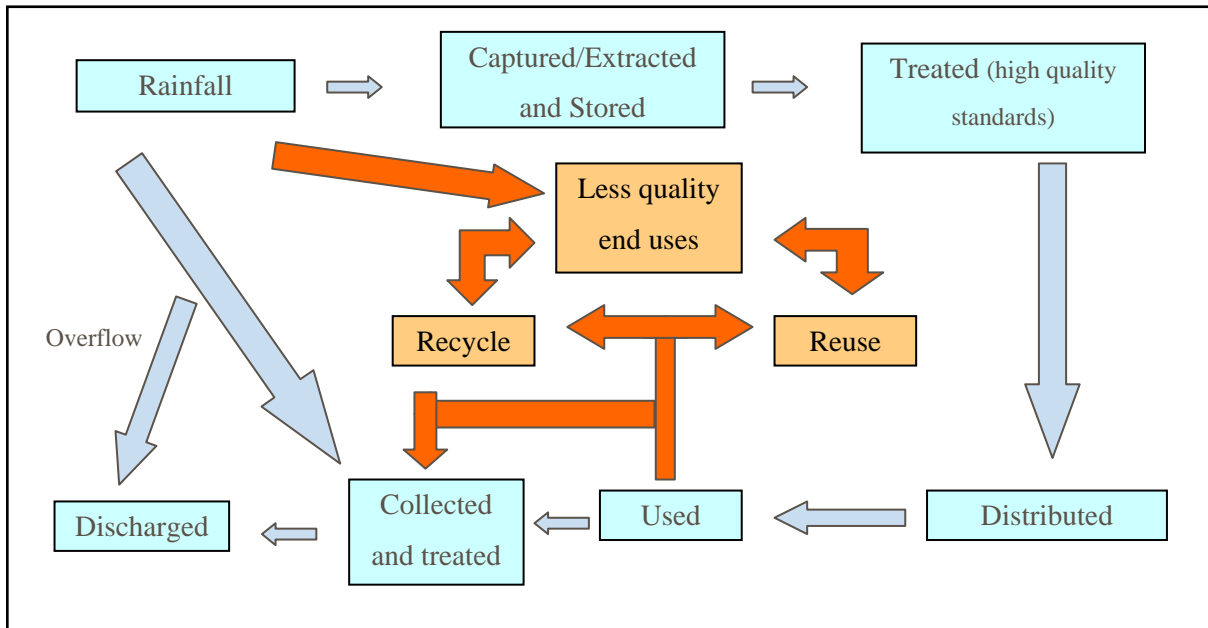 Rainfall
Captured/Extracted
and Stored
Treated (high quality
standards)
Less quality
end uses
Overflow
Recycle
Reuse
Discharged
Collected
and treated
Used
Distributed